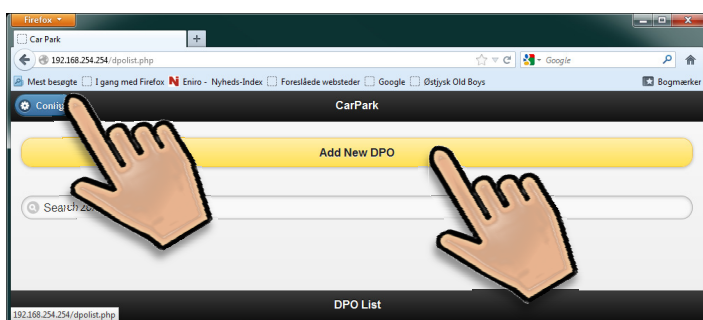 Firefox
Car Park
192.168.254.254/dpolist.php
Google
Mest besøgte I gang med Firefox Eniro - Nyheds-Index Foreslåede websteder Google Østjysk Old Boys Bogmærker
CarPark
Add New DPO
Search
DPO List
192.168.254.254/dpolist.php